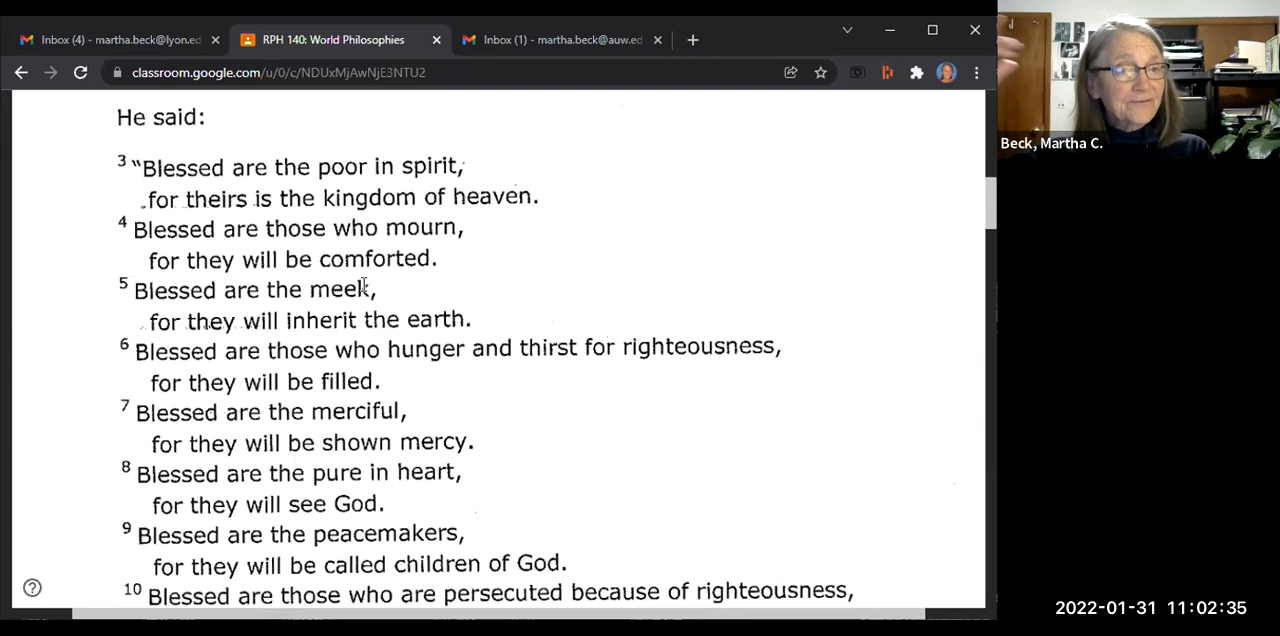 Inbox (4) - martha.beck@lyon.ed
RPH 140: World Philosophies
Inbox (1) - martha.beck@auw.ed
classroom.google.com/u/0/c/NDUxMjAwNjE3NTU2
He said:
3 “Blessed are the poor in spirit,
for theirs is the kingdom of heaven.
4 Blessed are those who mourn,
for they will be comforted.
5 Blessed are the meek,
for they will inherit the earth.
6 Blessed are those who hunger and thirst for righteousness,
for they will be filled.
7 Blessed are the merciful,
for they will be shown mercy.
8 Blessed are the pure in heart,
for they will see God.
9 Blessed are the peacemakers,
for they will be called children of God.
10 Blessed are those who are persecuted because of righteousness,
Beck, Martha C.
2022-01-31 11:02:35